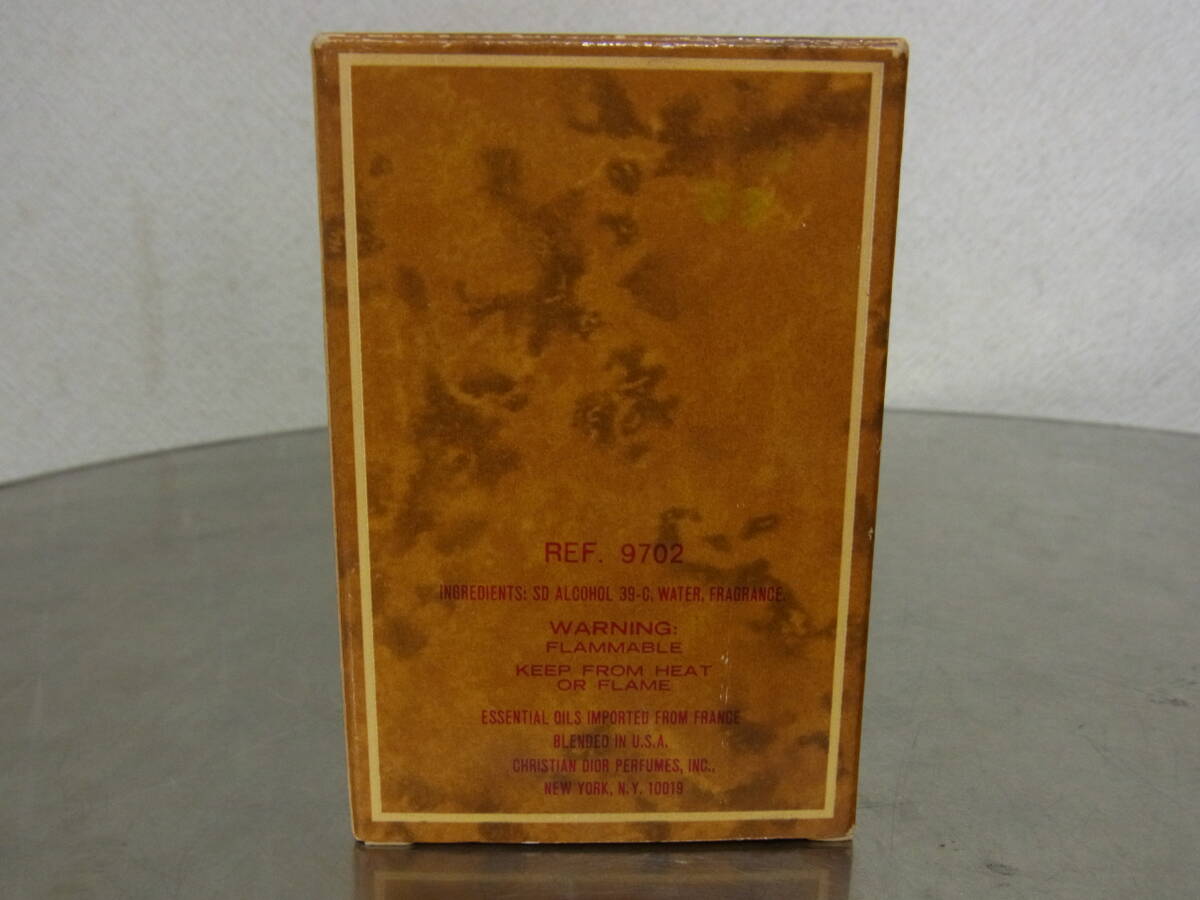 REF. 9702
INGREDIENTS: SD ALCOHOL 39-C, WATER, FRAGRANCE.
WARNING:
FLAMMABLE
KEEP FROM HEAT
OR FLAME
ESSENTIAL OILS IMPORTED FROM FRANCE
BLENDED IN U.S.A.
CHRISTIAN DIOR PERFUMES, INC.,
NEW YORK, N.Y. 10019